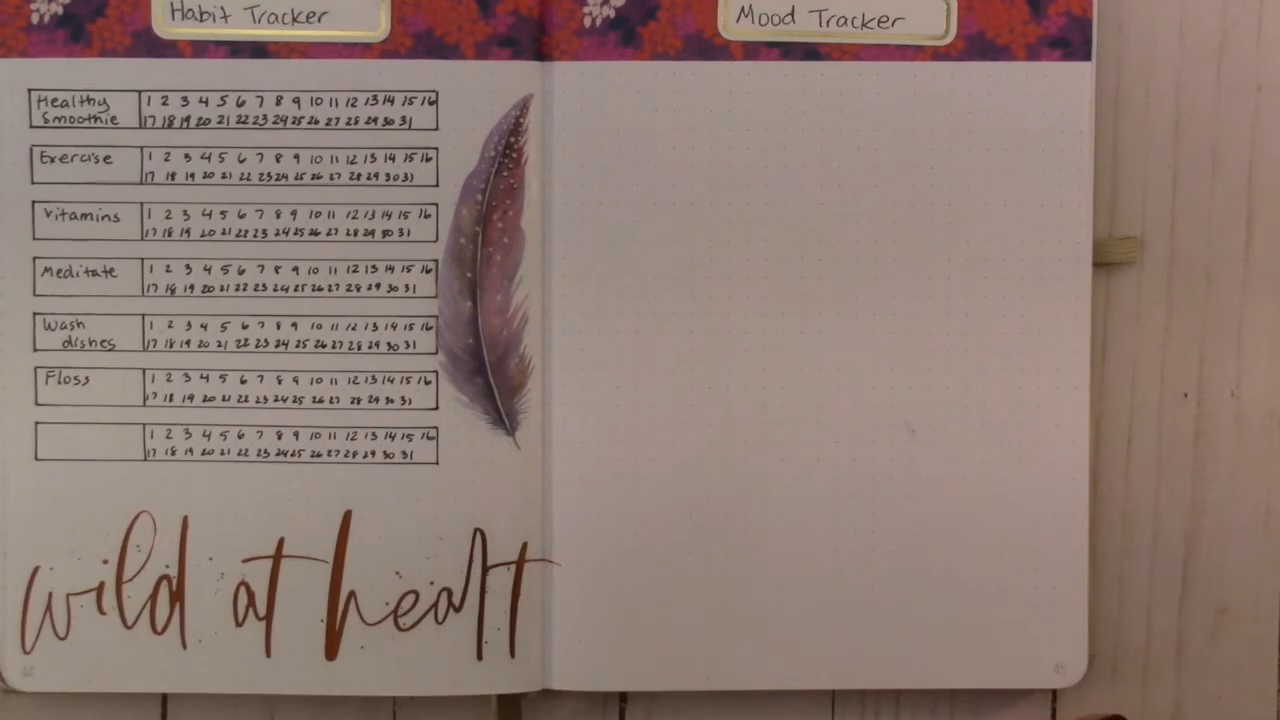 Habit Tracker
Mood Tracker
Healthy
Smoothie
1 2 3 4 5 6 7 8 9 10 11 12 13 14 15 16
17 18 19 20 21 22 23 24 25 26 27 28 29 30 31
Exercise
1 2 3 4 5 6 7 8 9 10 11 12 13 14 15 16
17 18 19 20 21 22 23 24 25 26 27 28 29 30 31
Vitamins
1 2 3 4 5 6 7 8 9 10 11 12 13 14 15 16
17 18 19 20 21 22 23 24 25 26 27 28 29 30 31
Meditate
1 2 3 4 5 6 7 8 9 10 11 12 13 14 15 16
17 18 19 20 21 22 23 24 25 26 27 28 29 30 31
Wash
dishes
1 2 3 4 5 6 7 8 9 10 11 12 13 14 15 16
17 18 19 20 21 22 23 24 25 26 27 28 29 30 31
Floss
1 2 3 4 5 6 7 8 9 10 11 12 13 14 15 16
17 18 19 20 21 22 23 24 25 26 27 28 29 30 31
1 2 3 4 5 6 7 8 9 10 11 12 13 14 15 16
17 18 19 20 21 22 23 24 25 26 27 28 29 30 31
wild at heart